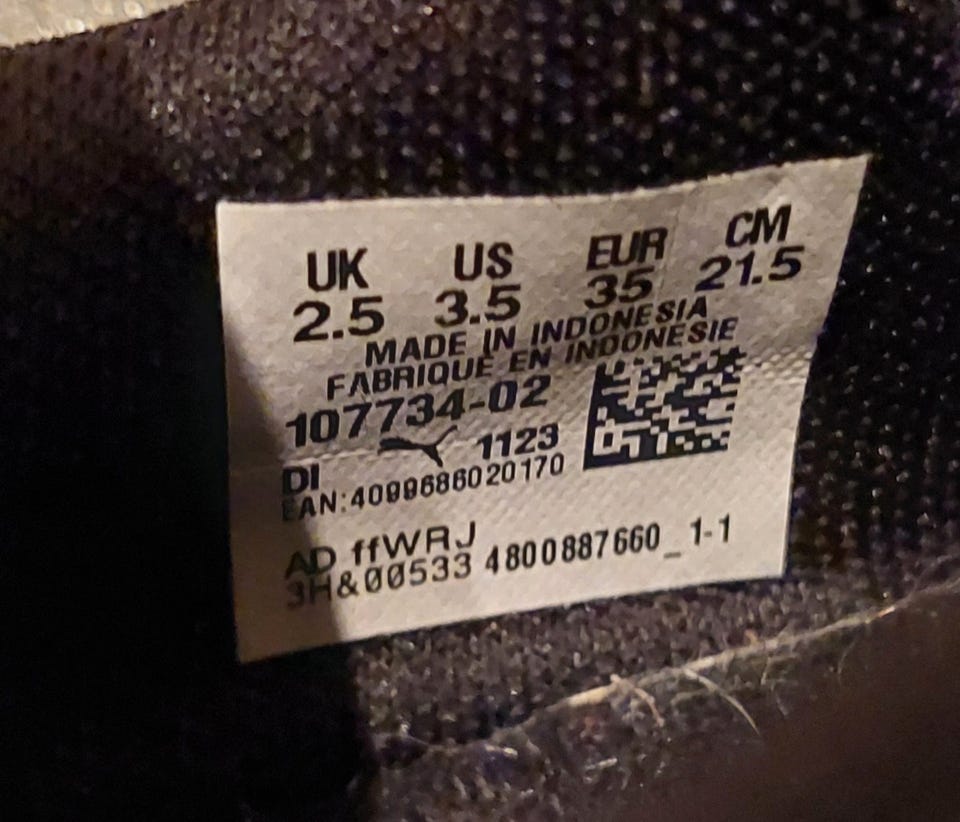 UK US EUR CM
2.5 3.5 35 21.5
MADE IN INDONESIA
FABRIQUE EN INDONESIE
107734-02
DI 1123
EAN:4099686020170
AD ffWRJ
3H&00533 4800887660_1-1